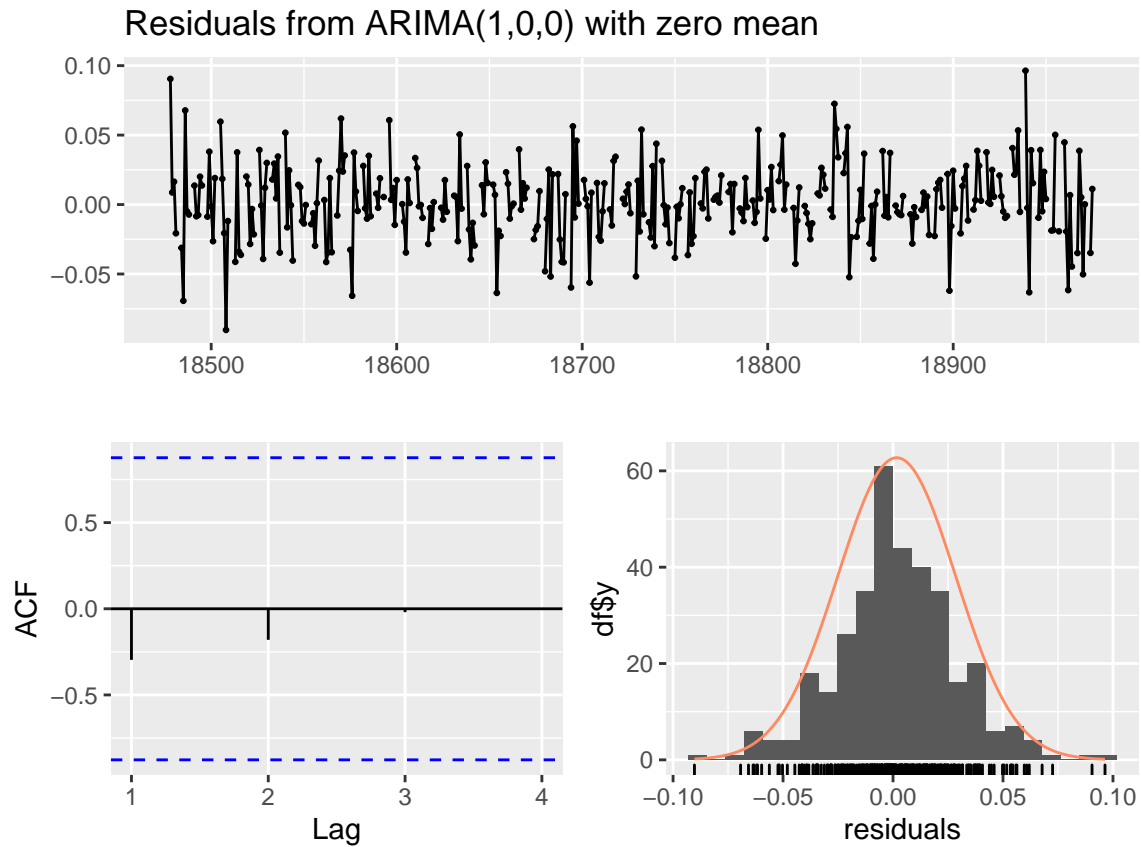 Residuals from ARIMA(1,0,0) with zero mean
0.10
0.05
0.00
−0.05
18500 18600 18700 18800 18900
ACF
0.5
0.0
−0.5
1 2 3 4
Lag
df$y
60
40
20
0
−0.10 −0.05 0.00 0.05 0.10
residuals